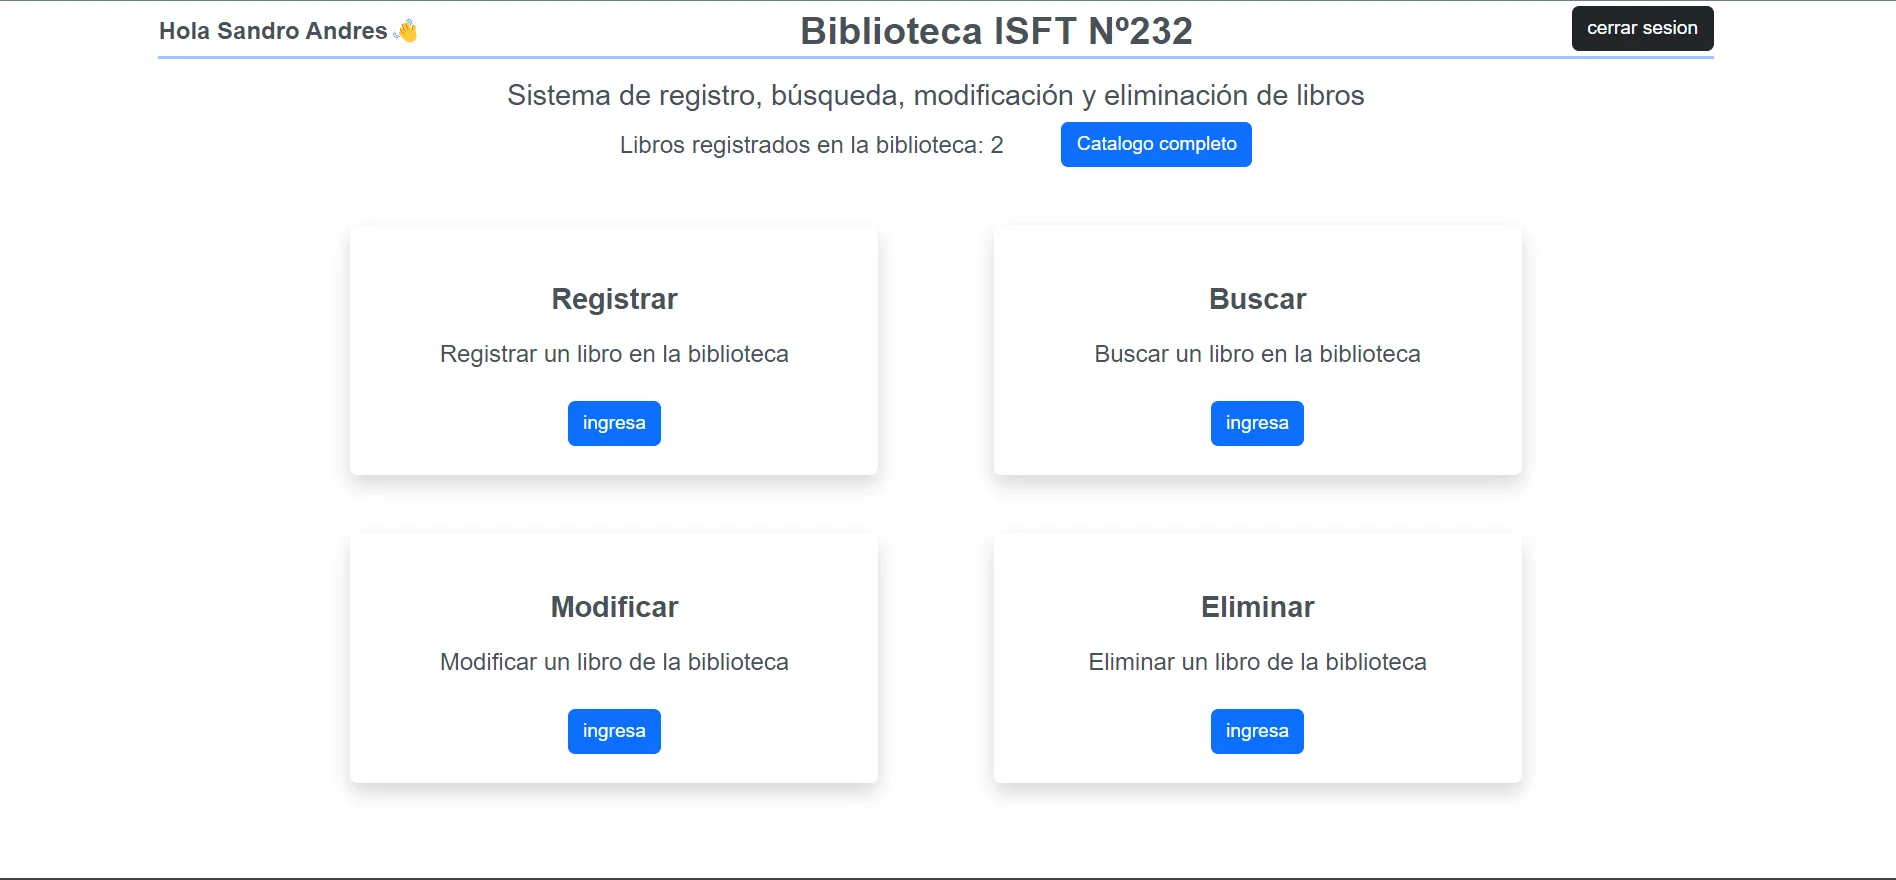 Hola Sandro Andres 👋
Biblioteca ISFT Nº232
cerrar sesion
Sistema de registro, búsqueda, modificación y eliminación de libros
Libros registrados en la biblioteca: 2
Catalogo completo
Registrar
Registrar un libro en la biblioteca
ingresa
Buscar
Buscar un libro en la biblioteca
ingresa
Modificar
Modificar un libro de la biblioteca
ingresa
Eliminar
Eliminar un libro de la biblioteca
ingresa